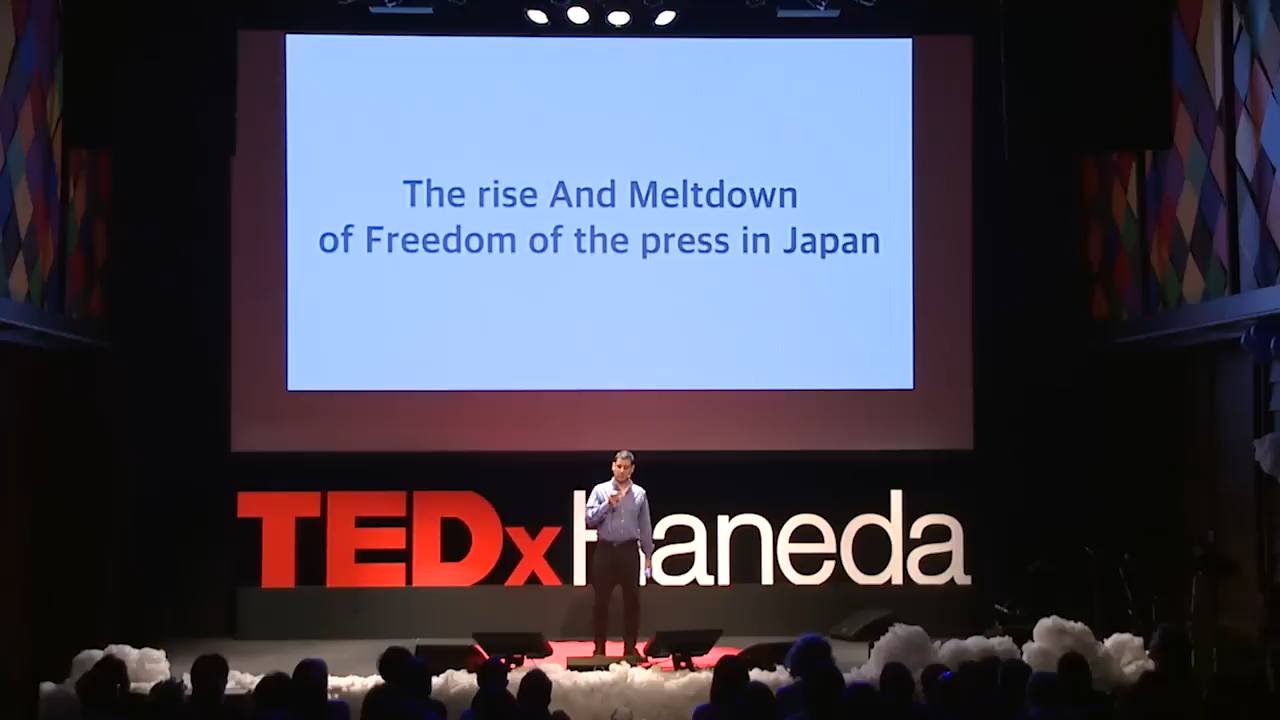 The rise And Meltdown
of Freedom of the press in Japan
TEDxHaneda